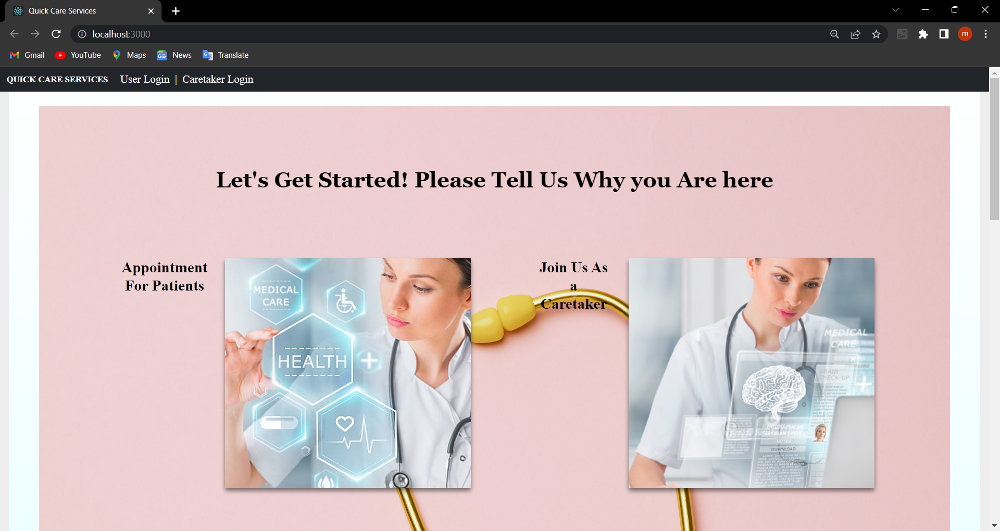 Quick Care Services
localhost:3000
Se
m
Gmail
YouTube
Maps
News
Translate
QUICK CARE SERVICES User Login | Caretaker Login
Let's Get Started! Please Tell Us Why you Are here
Appointment
For Patients
MEDICAL
CARE
HEALTH
Join Us As
a
Caretaker
MEDICAL
CARE
BRAIN
CHECK-UP
NOTES
DOWNLOAD